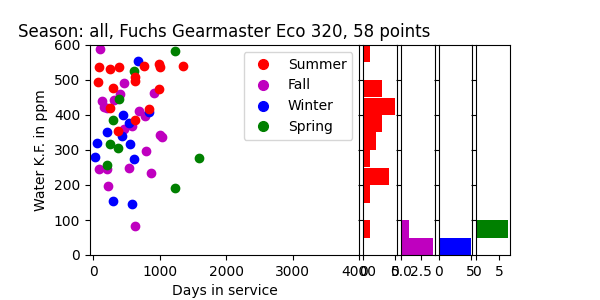 Season: all, Fuchs Gearmaster Eco 320, 58 points
Water K.F. in ppm
600
500
400
300
200
100
0
Summer
Fall
Winter
Spring
0 1000 2000 3000 4000 0 5 0.0 2.5 0 5 0 5
Days in service